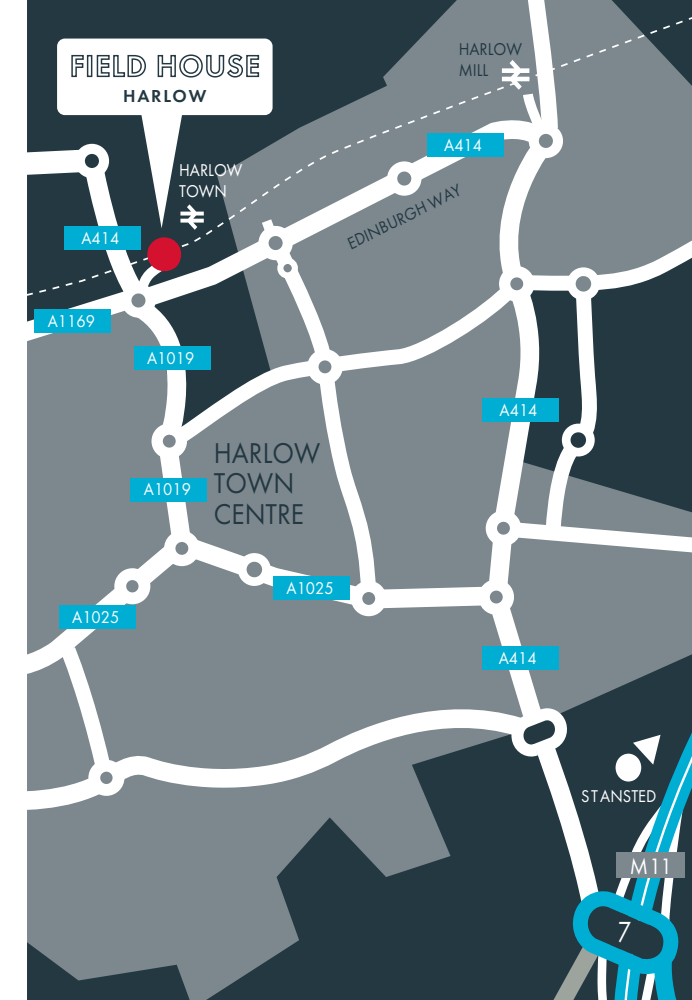 HARLOW
MILL
FIELD HOUSE
HARLOW
A414
HARLOW
TOWN
EDINBURGH WAY
A414
A1169
A1019
A414
HARLOW
TOWN
CENTRE
A1019
A1025
A1025
A414
STANSTED
M11
7